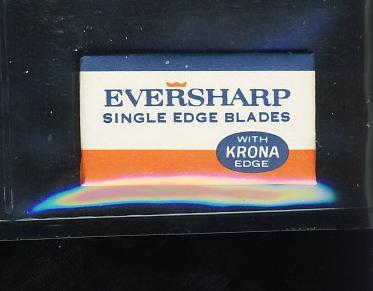 EVERSHARP
SINGLE EDGE BLADES
WITH
KRONA
EDGE